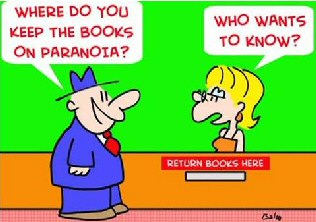 WHERE DO YOU
KEEP THE BOOKS
ON PARANOIA?
WHO WANTS
TO KNOW?
RETURN BOOKS HERE